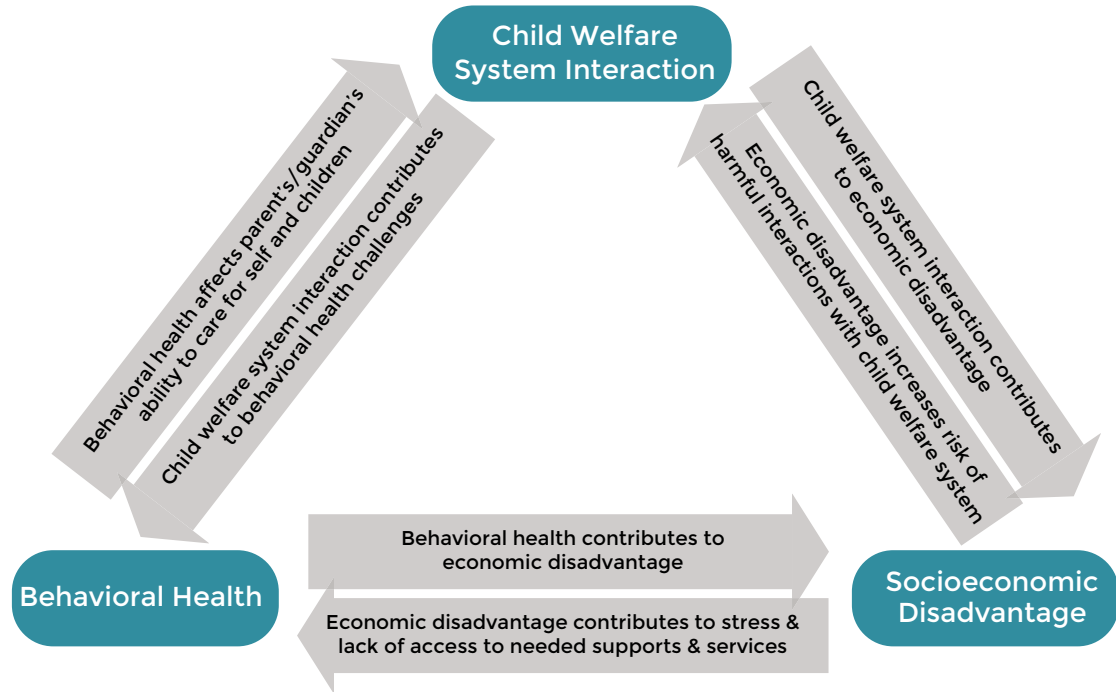 Child Welfare
System Interaction
Behavioral health affects parent's/guardian's
ability to care for self and children
Child welfare system interaction contributes
to behavioral health challenges
Child welfare system interaction contributes
to economic disadvantage
Economic disadvantage increases risk of
harmful interactions with child welfare system
Behavioral health contributes to
economic disadvantage
Economic disadvantage contributes to stress &
lack of access to needed supports & services
Behavioral Health
Socioeconomic
Disadvantage